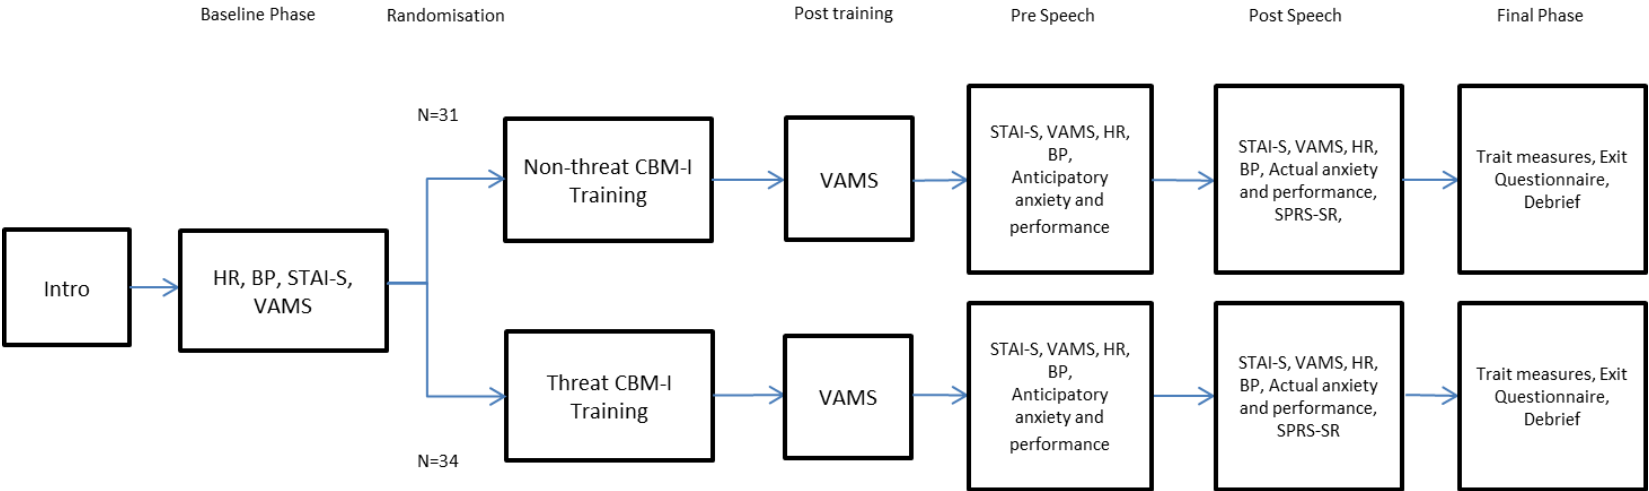 Baseline Phase
Randomisation
Post training
Pre Speech
Post Speech
Final Phase
N=31
Non-threat CBM-I
Training
VAMS
STAI-S, VAMS, HR,
BP,
Anticipatory
anxiety and
performance
STAI-S, VAMS, HR,
BP, Actual anxiety
and performance,
SPRS-SR,
Trait measures, Exit
Questionnaire,
Debrief
Intro
HR, BP, STAI-S,
VAMS
Threat CBM-I
Training
VAMS
STAI-S, VAMS, HR,
BP,
Anticipatory
anxiety and
performance
STAI-S, VAMS, HR,
BP, Actual anxiety
and performance,
SPRS-SR
Trait measures, Exit
Questionnaire,
Debrief
N=34